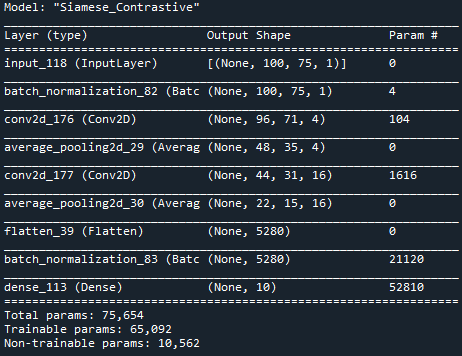 Model: "Siamese_Contrastive"
Layer (type) Output Shape Param #
input_118 (InputLayer) [(None, 100, 75, 1)] 0
batch_normalization_82 (Batc (None, 100, 75, 1) 4
conv2d_176 (Conv2D) (None, 96, 71, 4) 104
average_pooling2d_29 (Averag (None, 48, 35, 4) 0
conv2d_177 (Conv2D) (None, 44, 31, 16) 1616
average_pooling2d_30 (Averag (None, 22, 15, 16) 0
flatten_39 (Flatten) (None, 5280) 0
batch_normalization_83 (Batc (None, 5280) 21120
dense_113 (Dense) (None, 10) 52810
Total params: 75,654
Trainable params: 65,092
Non-trainable params: 10,562